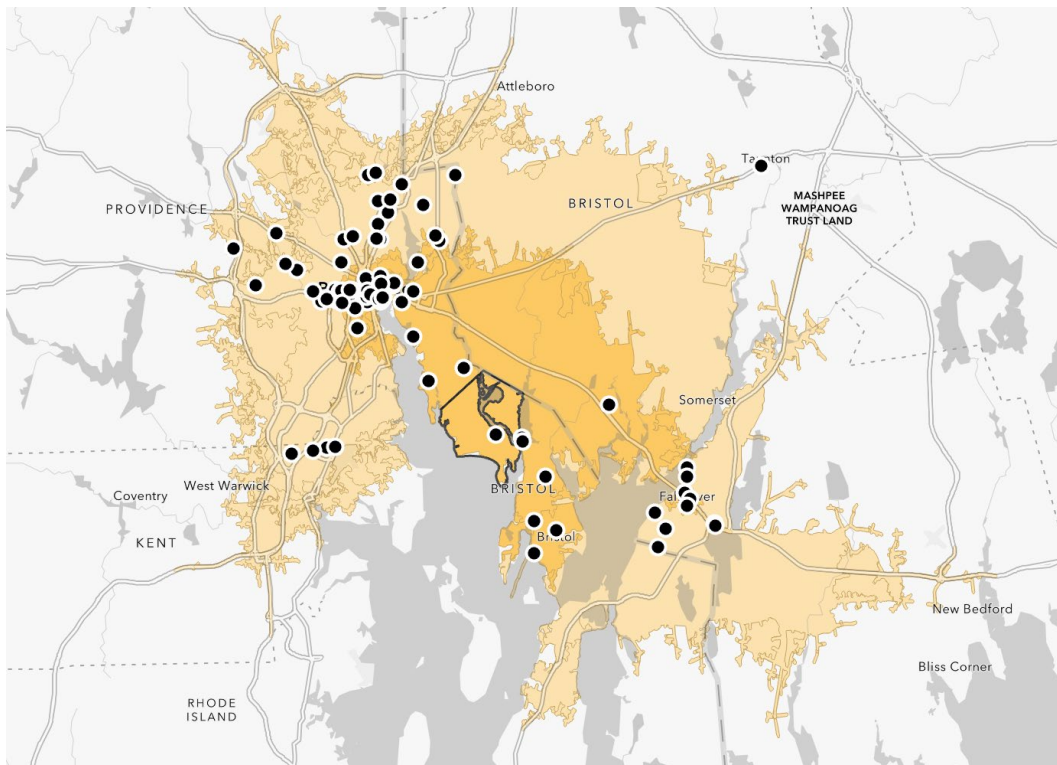 Attleboro
Taunton
MASHPEE
WAMPANOAG
TRUST LAND
PROVIDENCE
BRISTOL
Somerset
West Warwick
Coventry
BRISTOL
KENT
Bristol
New Bedford
Bliss Corner
RHODE
ISLAND